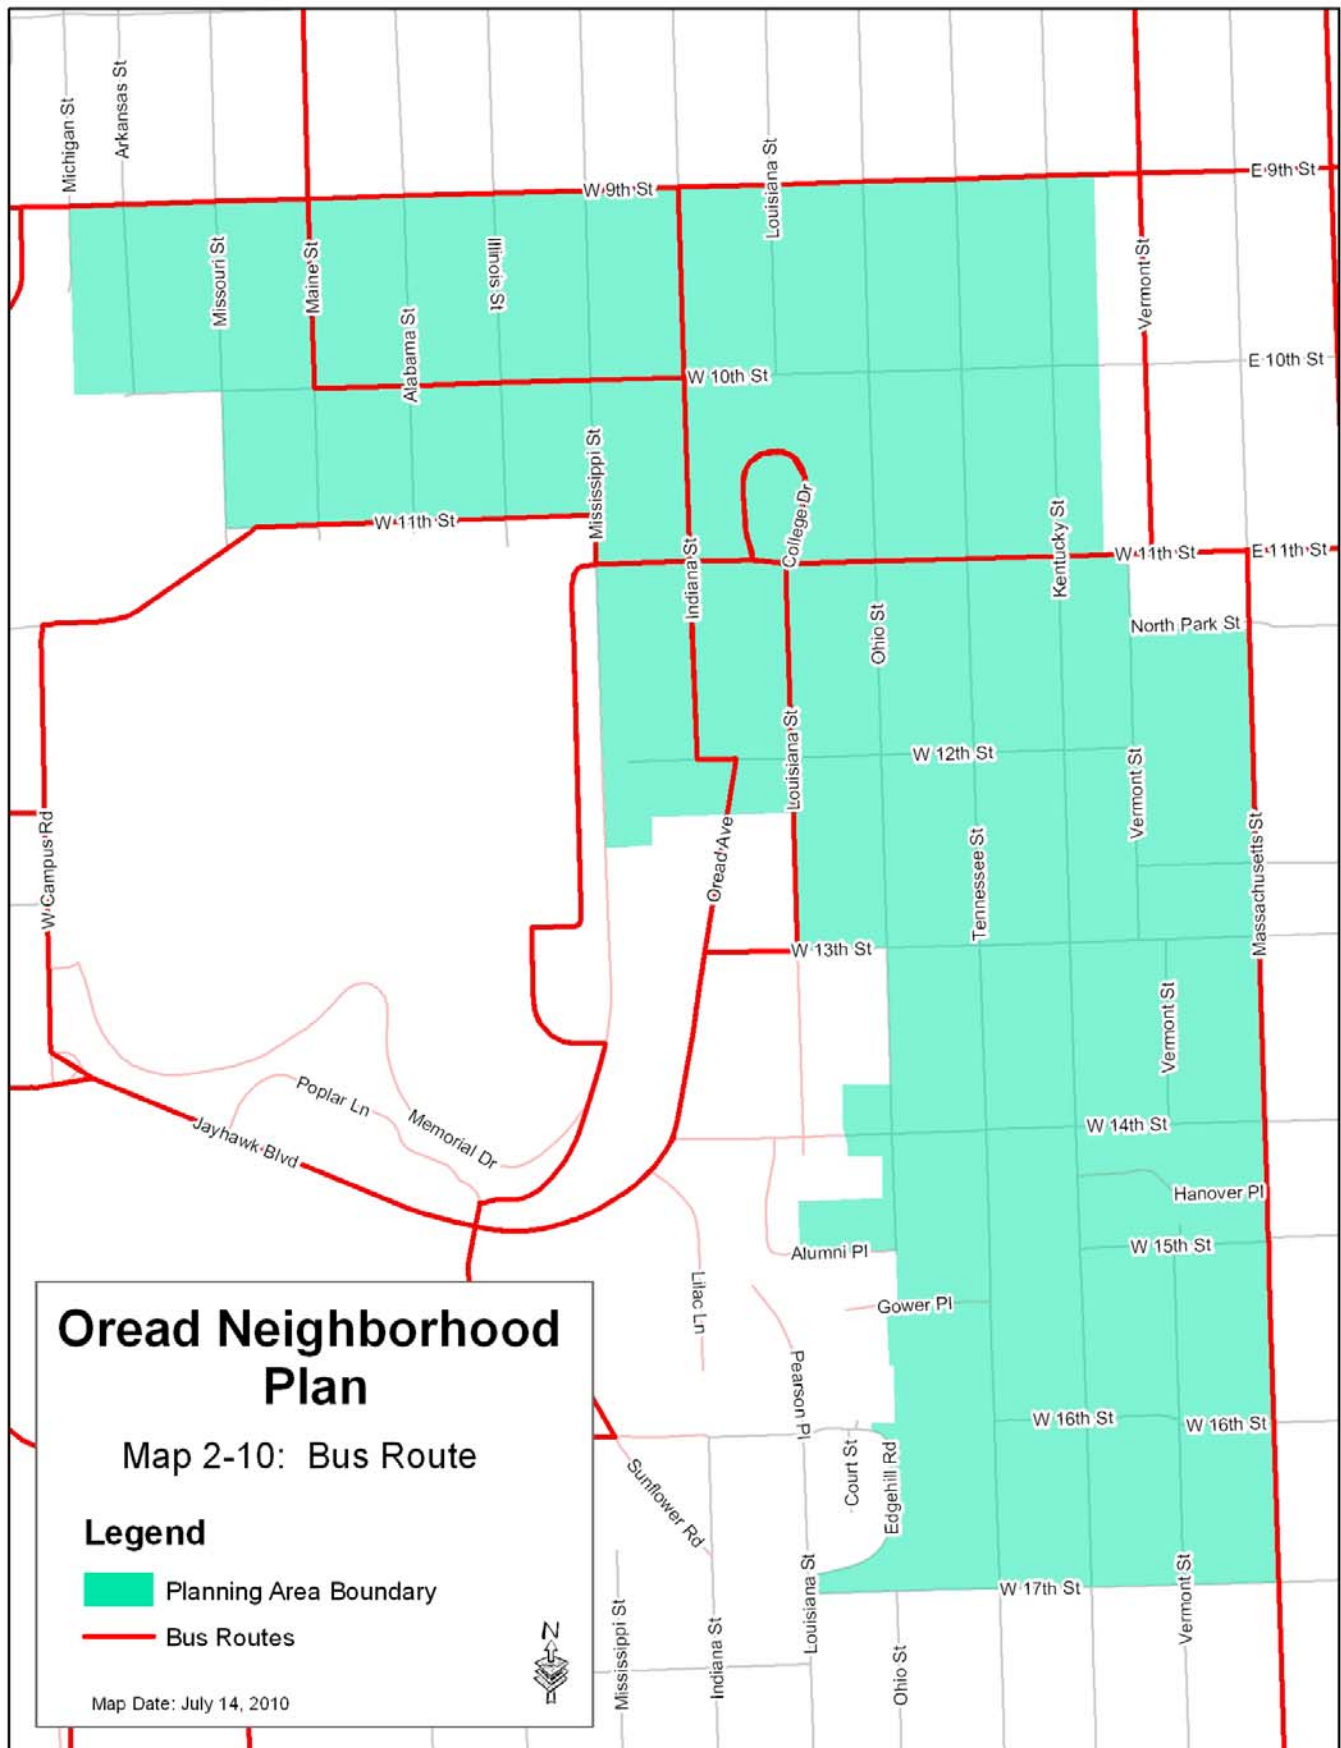 Michigan St
Arkansas St
Louisiana St
W 9th St
E 9th St
Missouri St
Maine St
Illinois St
Alabama St
Vermont St
W 10th St
E 10th St
Mississippi St
College Dr
Kentucky St
W 11th St
Indiana St
W 11th St
E 11th St
Ohio St
North Park St
W 12th St
Louisiana St
Vermont St
W Campus Rd
Oread Ave
Tennessee St
Massachusetts St
W 13th St
Vermont St
Poplar Ln
Memorial Dr
Jayhawk Blvd
W 14th St
Hanover Pl
W 15th St
Alumni Pl
Lilac Ln
Gower Pl
Pearson Pl
W 16th St
W 16th St
Court St
Edgehill Rd
Sunflower Rd
W 17th St
Louisiana St
Vermont St
Mississippi St
Indiana St
Ohio St
Oread Neighborhood
Plan
Map 2-10: Bus Route
Legend
Planning Area Boundary
Bus Routes
N
Map Date: July 14, 2010